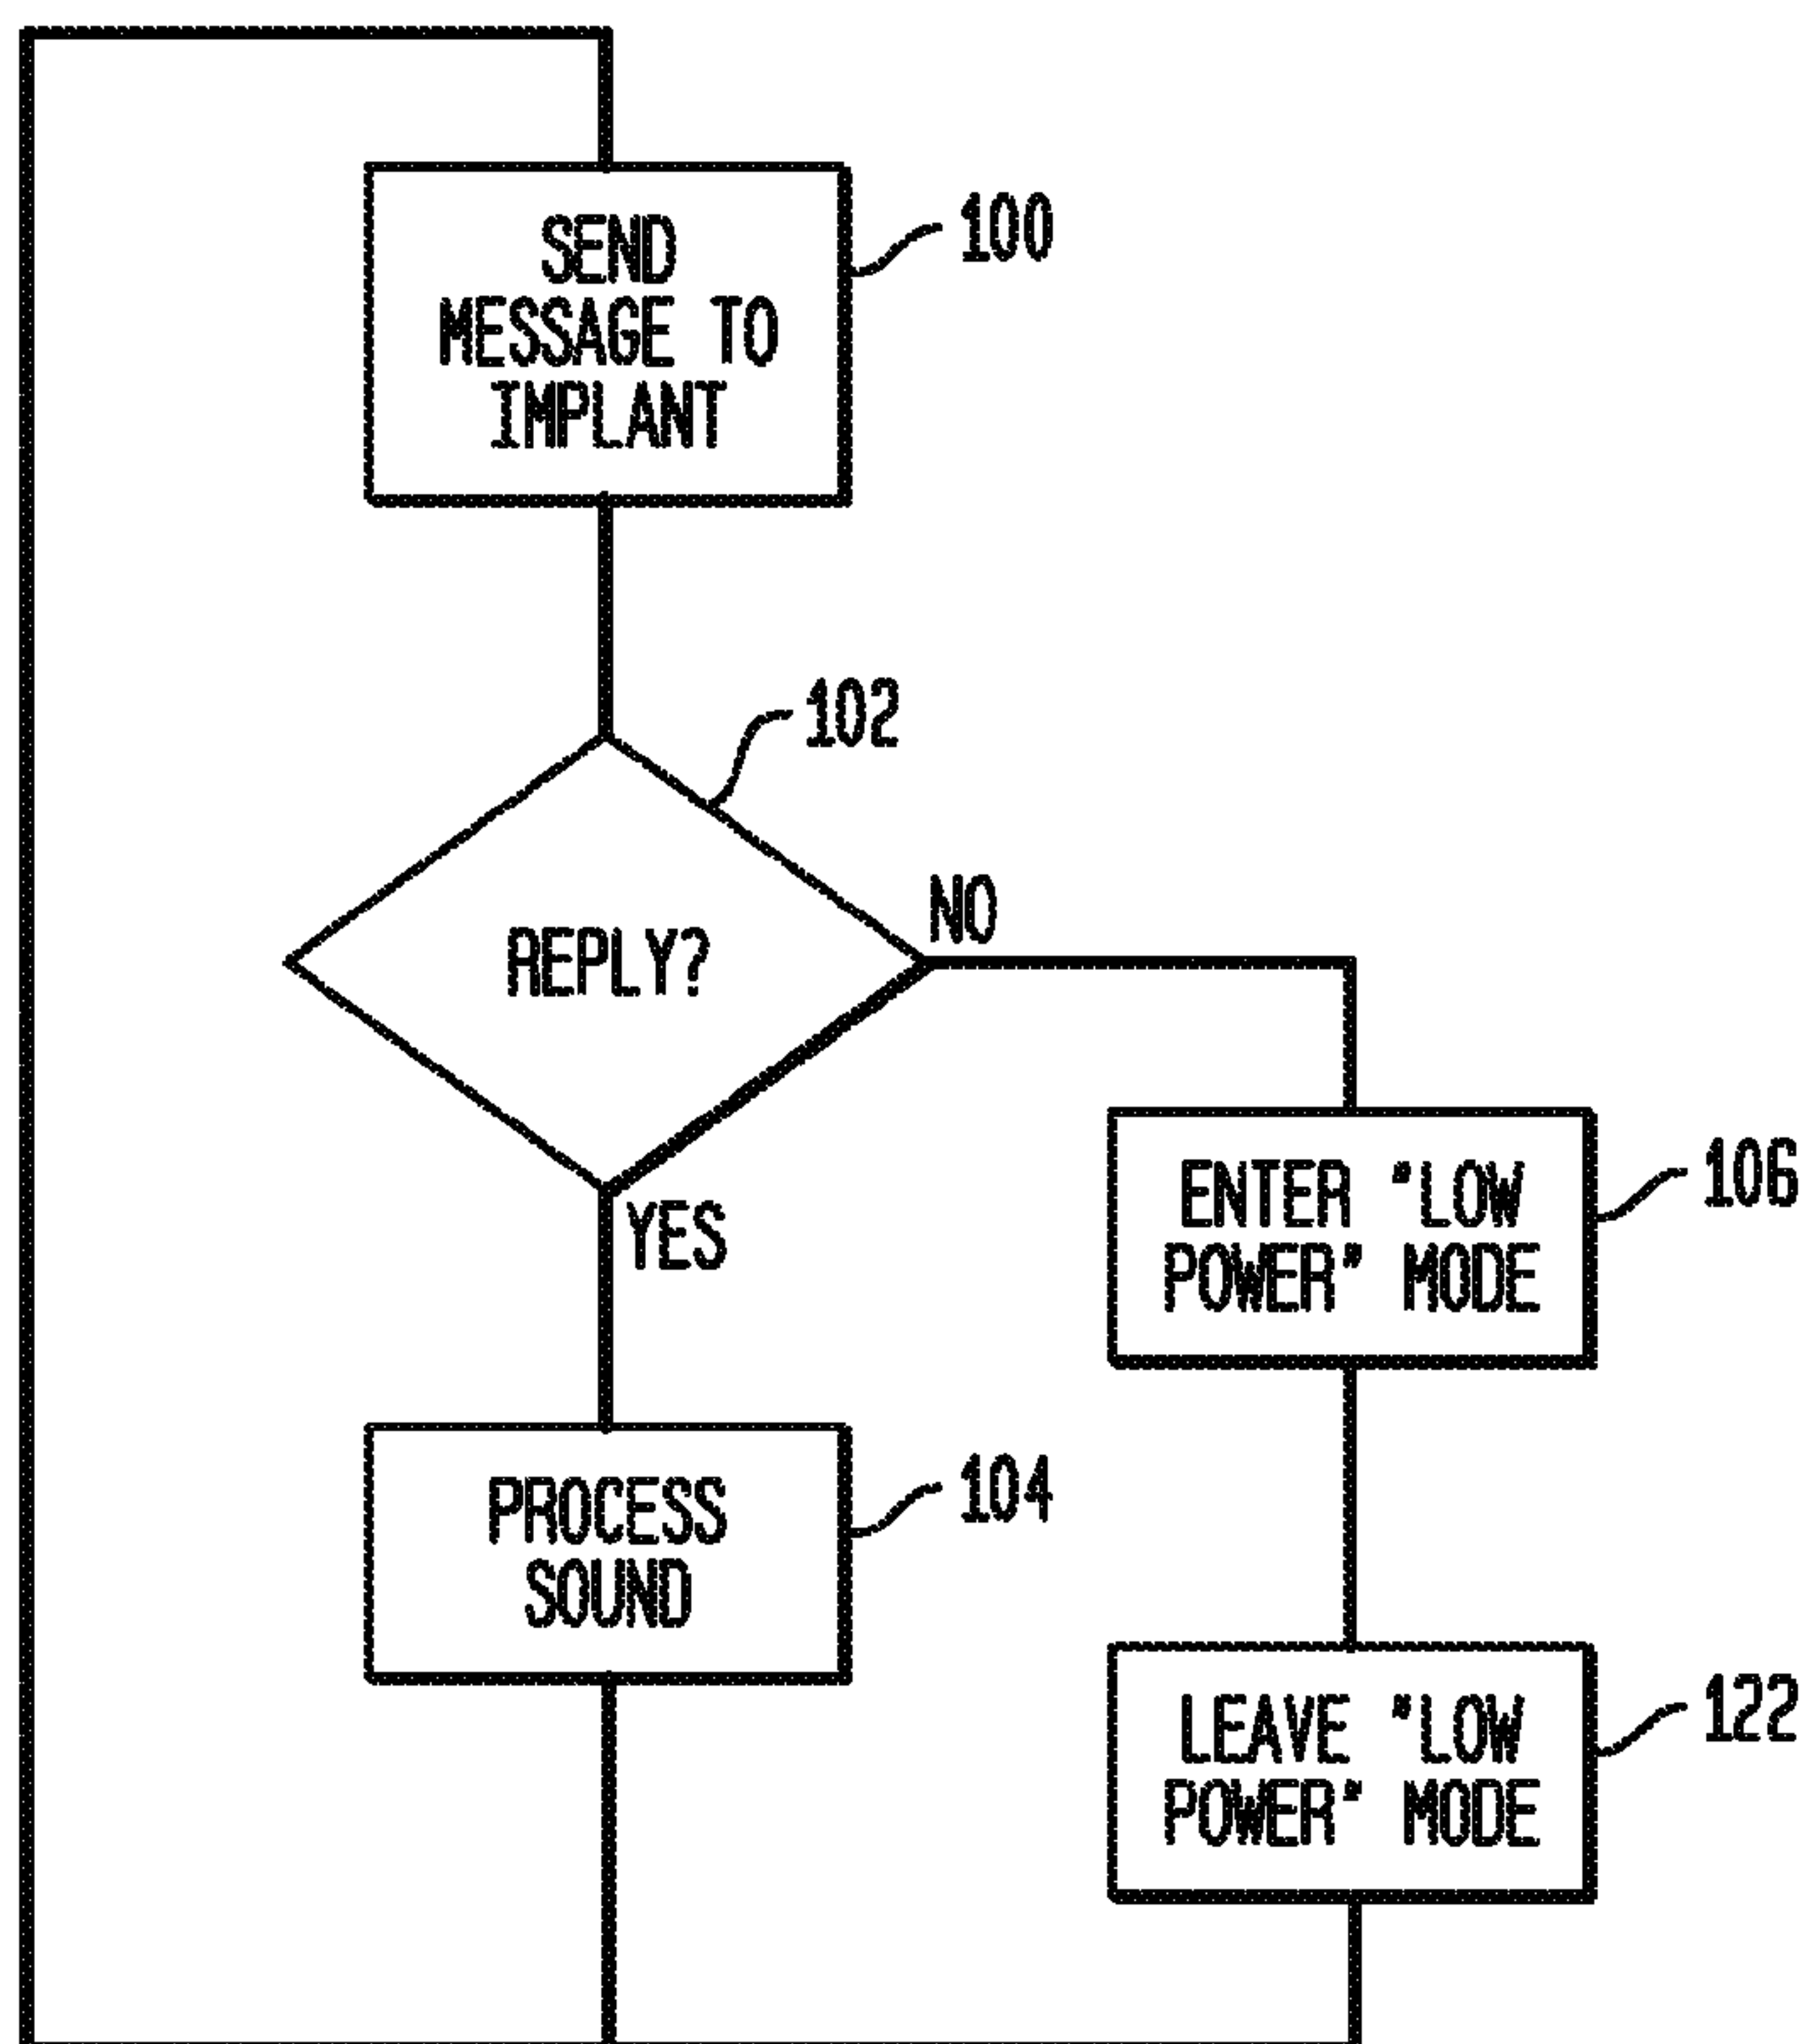 SEND
MESSAGE TO
IMPLANT
100
102
REPLY?
NO
YES
ENTER "LOW
POWER" MODE
106
PROCESS
SOUND
104
LEAVE "LOW
POWER" MODE
122